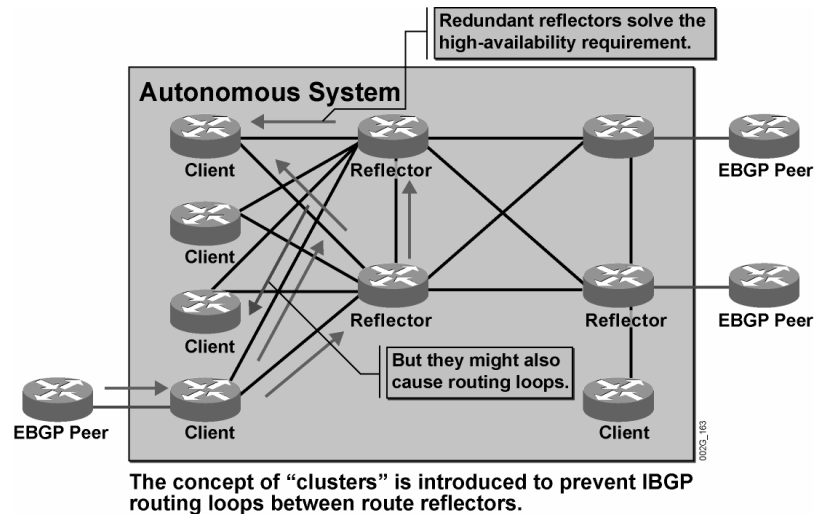 Redundant reflectors solve the
high-availability requirement.
Autonomous System
Client
Reflector
EBGP Peer
Client
Client
Reflector
Reflector
EBGP Peer
But they might also
cause routing loops.
EBGP Peer
Client
Client
002G_163
The concept of “clusters” is introduced to prevent IBGP
routing loops between route reflectors.